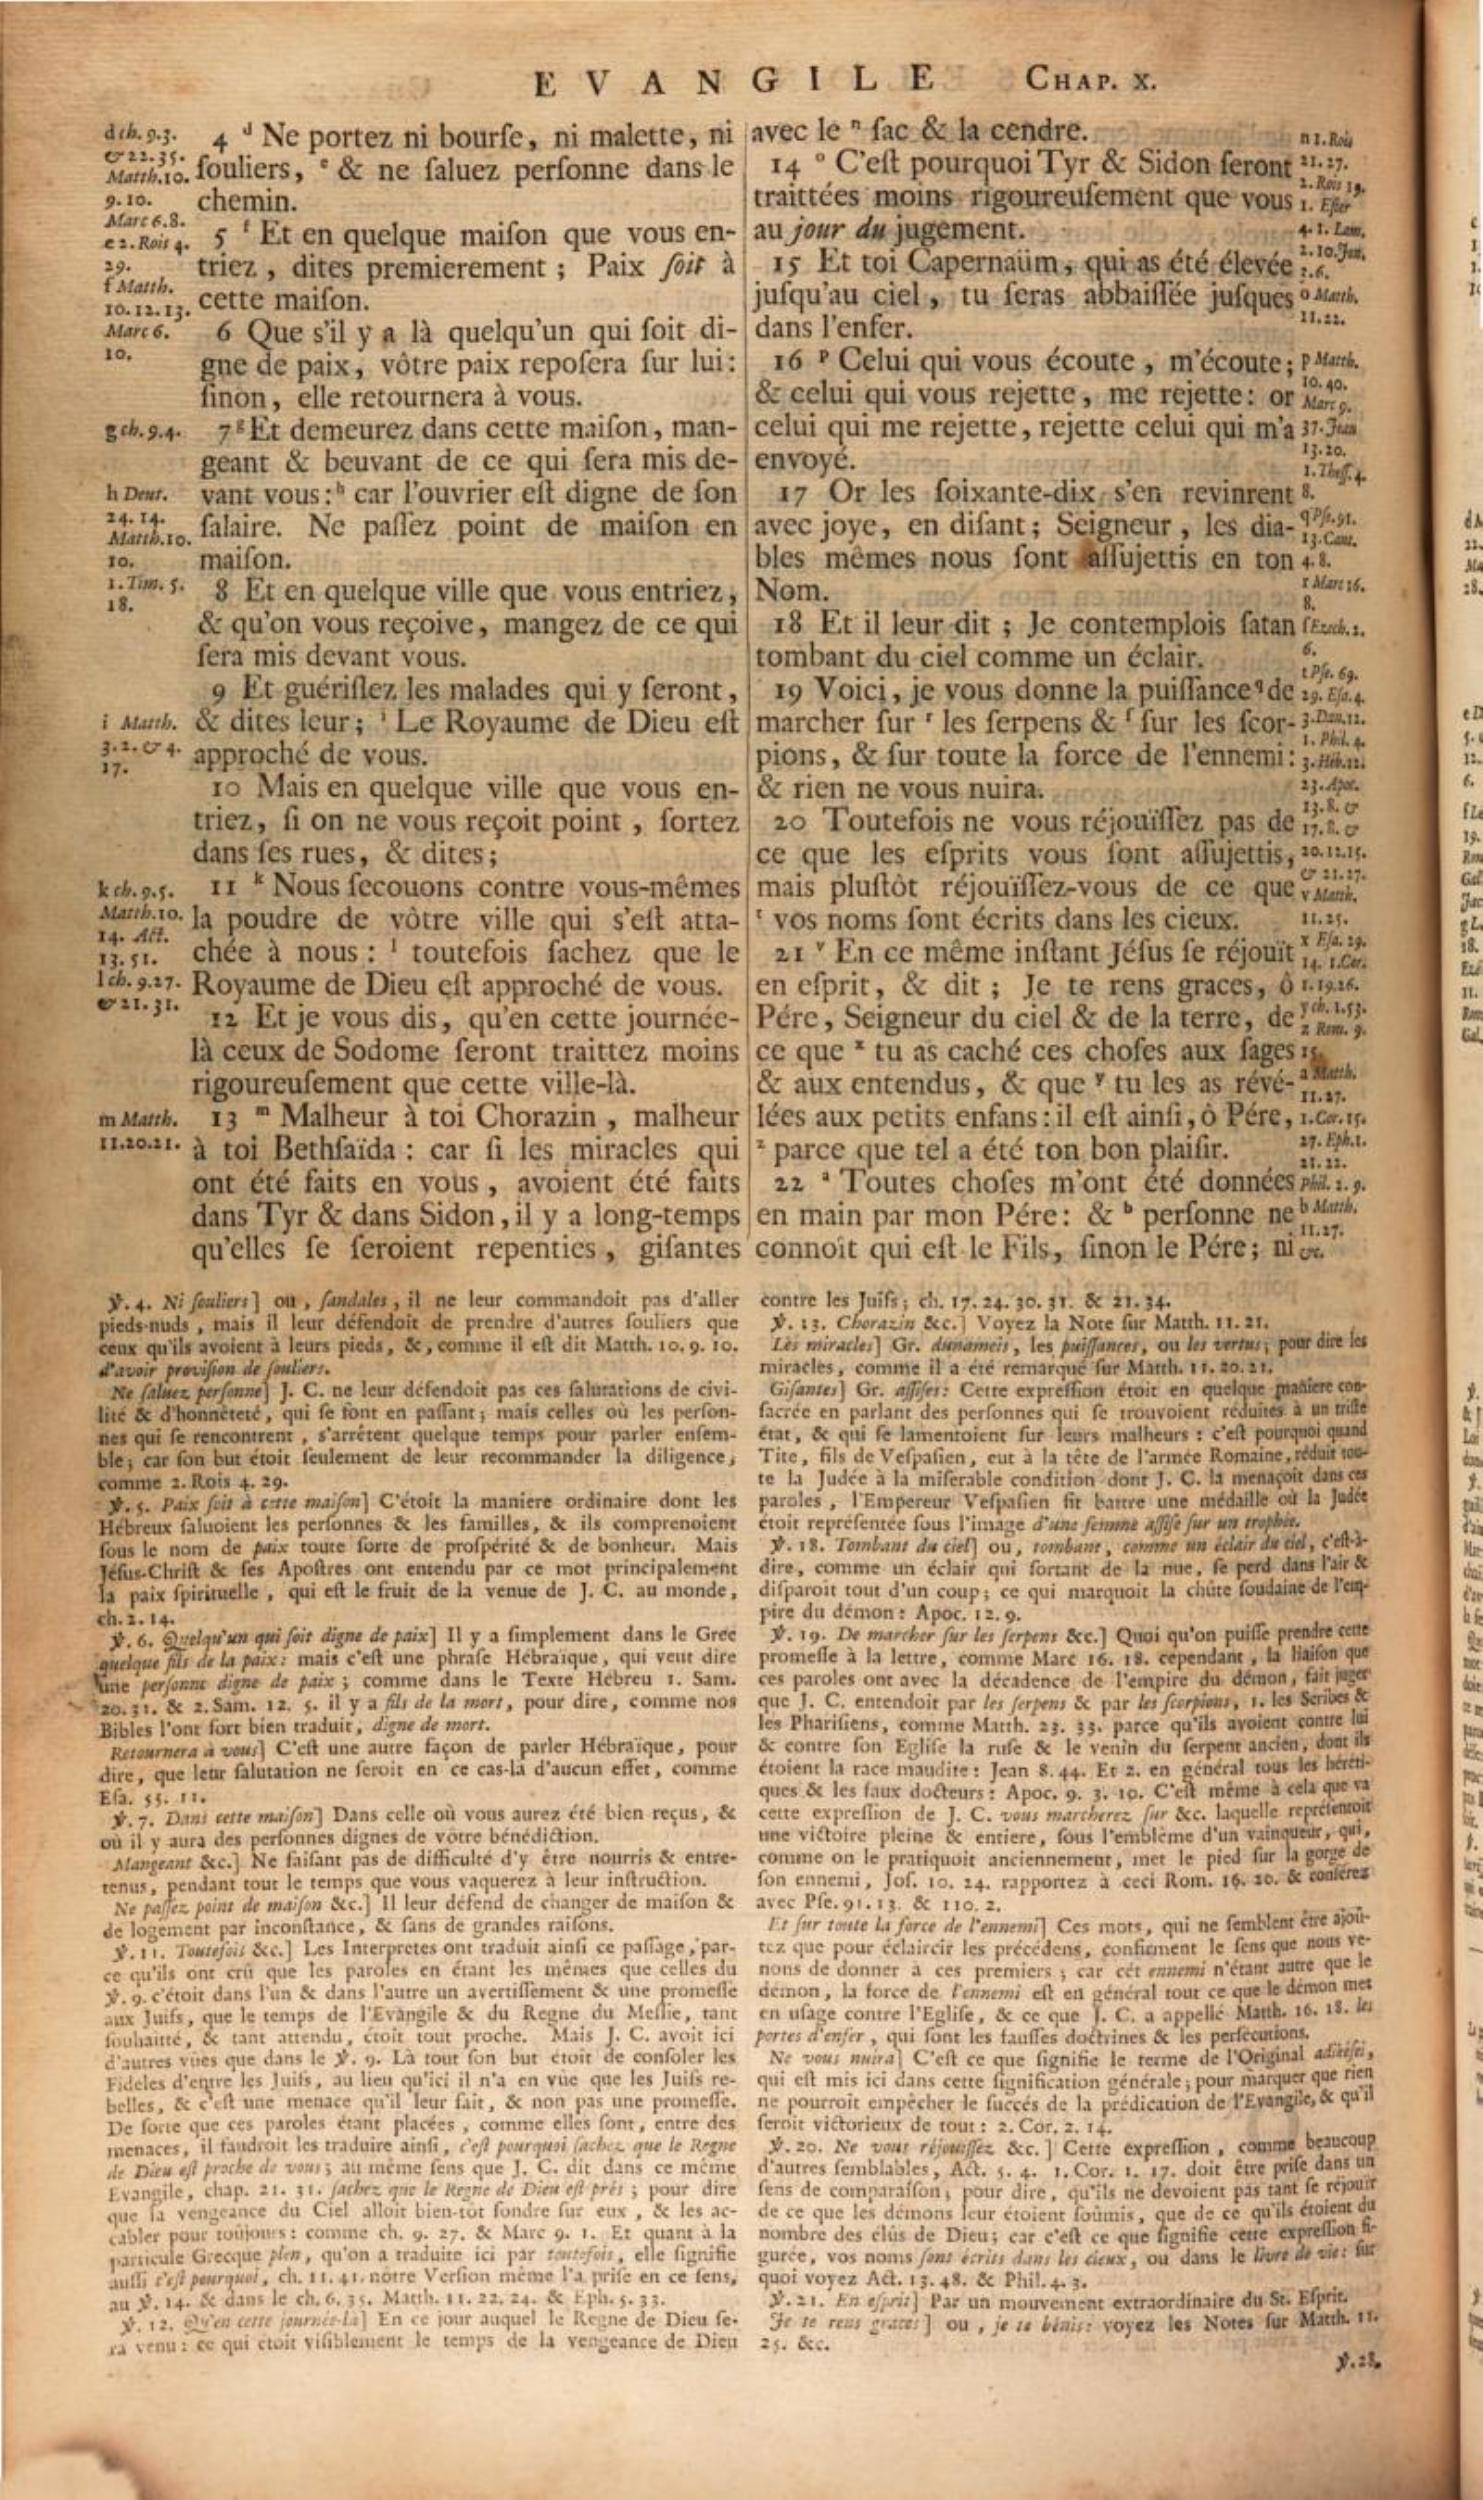 EVANGILE CHAP. X.
d ch. 9.3.
& 22.35.
Matth. 10.
9. 10.
Marc 6.8.
e 2. Rois 4.
29.
f Matth.
10. 12. 13.
Marc 6.
10.
g ch. 9.4.
h Deut.
24. 14.
Matth. 10.
10.
1. Tim. 5.
18.
i Matth.
3. 2. & 4.
17.
k ch. 9.5.
Matth. 10.
14. Act.
13. 51.
l ch. 9.27.
& 21. 31.
m Matth.
11.20.21.
4 ᵈ Ne portez ni bourſe, ni malette, ni
ſouliers, ᵉ & ne ſaluez perſonne dans le
chemin.
5 ᶠ Et en quelque maiſon que vous en-
triez, dites premierement ; Paix ſoit à
cette maiſon.
6 Que s'il y a là quelqu'un qui ſoit di-
gne de paix, vôtre paix repoſera ſur lui:
ſinon, elle retournera à vous.
7 ᵍ Et demeurez dans cette maiſon, man-
geant & beuvant de ce qui ſera mis de-
vant vous: ʰ car l'ouvrier eſt digne de ſon
ſalaire. Ne paſſez point de maiſon en
maiſon.
8 Et en quelque ville que vous entriez,
& qu'on vous reçoive, mangez de ce qui
ſera mis devant vous.
9 Et guériſſez les malades qui y ſeront,
& dites leur; ⁱ Le Royaume de Dieu eſt
approché de vous.
10 Mais en quelque ville que vous en-
triez, ſi on ne vous reçoit point, ſortez
dans ſes rues, & dites;
11 ᵏ Nous ſecouons contre vous-mêmes
la poudre de vôtre ville qui s'eſt atta-
chée à nous : ˡ toutefois ſachez que le
Royaume de Dieu eſt approché de vous.
12 Et je vous dis, qu'en cette journée-
là ceux de Sodome ſeront traittez moins
rigoureuſement que cette ville-là.
13 ᵐ Malheur à toi Chorazin, malheur
à toi Bethſaïda : car ſi les miracles qui
ont été faits en vous, avoient été faits
dans Tyr & dans Sidon, il y a long-temps
qu'elles ſe ſeroient repenties, giſantes
avec le ⁿ ſac & la cendre.
14 ᵒ C'eſt pourquoi Tyr & Sidon ſeront
traittées moins rigoureuſement que vous
au jour du jugement.
15 Et toi Capernaüm, qui as été élevée
juſqu'au ciel, tu ſeras abbaiſſée juſques
dans l'enfer.
16 ᵖ Celui qui vous écoute, m'écoute;
& celui qui vous rejette, me rejette: or
celui qui me rejette, rejette celui qui m'a
envoyé.
17 Or les ſoixante-dix s'en revinrent
avec joye, en diſant; Seigneur, les dia-
bles mêmes nous ſont aſſujettis en ton
Nom.
18 Et il leur dit ; Je contemplois ſatan
tombant du ciel comme un éclair.
19 Voici, je vous donne la puiſſance ᑫ de
marcher ſur ʳ les ſerpens & ˢ ſur les ſcor-
pions, & ſur toute la force de l'ennemi:
& rien ne vous nuira.
20 Toutefois ne vous réjouïſſez pas de
ce que les eſprits vous ſont aſſujettis,
mais pluſtôt réjouïſſez-vous de ce que
ᵗ vos noms ſont écrits dans les cieux.
21 ᵛ En ce même inſtant Jéſus ſe réjouït
en eſprit, & dit ; Je te rens graces, ô
Pére, Seigneur du ciel & de la terre, de
ce que ˣ tu as caché ces choſes aux ſages
& aux entendus, & que ʸ tu les as révé-
lées aux petits enfans: il eſt ainſi, ô Pére,
ᶻ parce que tel a été ton bon plaiſir.
22 ᵃ Toutes choſes m'ont été données
en main par mon Pére: & ᵇ perſonne ne
connoît qui eſt le Fils, ſinon le Pére; ni
n 1. Rois
21. 27.
2. Rois 19.
1. Eſter
4. 1. Lam.
2. 10. Jon.
o Matth.
11. 22.
p Matth.
10. 40.
Marc 9.
37. Jean
13. 20.
1. Theſſ. 4.
8.
q Pſe. 91.
13. Cant.
4. 8.
r Marc 16.
8.
ſ Ezech. 2.
6.
t Pſe. 69.
29. Eſa. 4.
3. Dan. 12.
1. Phil. 4.
3. Héb. 12.
23. Apoc.
13. 8. &
17. 8. &
20. 12. 15.
& 21. 27.
v Matth.
11. 25.
x Eſa. 29.
14. 1. Cor.
1. 19. 26.
y ch. 1. 53.
z Rom. 9.
a Matth.
11. 27.
1. Cor. 15.
27. Eph. 1.
21. 22.
Phil. 2. 9.
b Matth.
11. 27.
℣. 4. Ni ſouliers] ou, ſandales, il ne leur commandoit pas d'aller
pieds-nuds, mais il leur défendoit de prendre d'autres ſouliers que
ceux qu'ils avoient à leurs pieds, &, comme il eſt dit Matth. 10. 9. 10.
d'avoir proviſion de ſouliers.
Ne ſaluez perſonne] J. C. ne leur défendoit pas ces ſalutations de civi-
lité & d'honnêteté, qui ſe font en paſſant; mais celles où les perſon-
nes qui ſe rencontrent, s'arrêtent quelque temps pour parler enſem-
ble; car ſon but étoit ſeulement de leur recommander la diligence,
comme 2. Rois 4. 29.
℣. 5. Paix ſoit à cette maiſon] C'étoit la maniere ordinaire dont les
Hébreux ſaluoient les perſonnes & les familles, & ils comprenoient
ſous le nom de paix toute ſorte de proſpérité & de bonheur. Mais
Jéſus-Chriſt & ſes Apoſtres ont entendu par ce mot principalement
la paix ſpirituelle, qui eſt le fruit de la venue de J. C. au monde,
ch. 2. 14.
℣. 6. Quelqu'un qui ſoit digne de paix] Il y a ſimplement dans le Grec
quelque fils de la paix: mais c'eſt une phraſe Hébraïque, qui veut dire
une perſonne digne de paix; comme dans le Texte Hébreu 1. Sam.
20. 31. & 2. Sam. 12. 5. il y a fils de la mort, pour dire, comme nos
Bibles l'ont fort bien traduit, digne de mort.
Retournera à vous] C'eſt une autre façon de parler Hébraïque, pour
dire, que leur ſalutation ne ſeroit en ce cas-là d'aucun effet, comme
Eſa. 55. 11.
℣. 7. Dans cette maiſon] Dans celle où vous aurez été bien reçus, &
où il y aura des perſonnes dignes de vôtre bénédiction.
Mangeant &c.] Ne faiſant pas de difficulté d'y être nourris & entre-
tenus, pendant tout le temps que vous vaquerez à leur inſtruction.
Ne paſſez point de maiſon &c.] Il leur défend de changer de maiſon &
de logement par inconſtance, & ſans de grandes raiſons.
℣. 11. Toutefois &c.] Les Interpretes ont traduit ainſi ce paſſage, par-
ce qu'ils ont crû que les paroles en étant les mêmes que celles du
℣. 9. c'étoit dans l'un & dans l'autre un avertiſſement & une promeſſe
aux Juifs, que le temps de l'Evangile & du Regne du Meſſie, tant
ſouhaitté, & tant attendu, étoit tout proche. Mais J. C. avoit ici
d'autres vûes que dans le ℣. 9. Là tout ſon but étoit de conſoler les
Fideles d'entre les Juifs, au lieu qu'ici il n'a en vûe que les Juifs re-
belles, & c'eſt une menace qu'il leur fait, & non pas une promeſſe.
De ſorte que ces paroles étant placées, comme elles ſont, entre des
menaces, il faudroit les traduire ainſi, c'eſt pourquoi ſachez que le Regne
de Dieu eſt proche de vous; au même ſens que J. C. dit dans ce même
Evangile, chap. 21. 31. ſachez que le Regne de Dieu eſt près; pour dire
que la vengeance du Ciel alloit bien-tôt fondre ſur eux, & les ac-
cabler pour toûjours: comme ch. 9. 27. & Marc 9. 1. Et quant à la
particule Grecque plen, qu'on a traduite ici par toutefois, elle ſignifie
auſſi c'eſt pourquoi, ch. 11. 41. nôtre Verſion même l'a priſe en ce ſens,
au ℣. 14. & dans le ch. 6. 35. Matth. 11. 22. 24. & Eph. 5. 33.
℣. 12. Qu'en cette journée-là] En ce jour auquel le Regne de Dieu ſe-
ra venu: ce qui étoit viſiblement le temps de la vengeance de Dieu
contre les Juifs; ch. 17. 24. 30. 31. & 21. 34.
℣. 13. Chorazin &c.] Voyez la Note ſur Matth. 11. 21.
Les miracles] Gr. dunameis, les puiſſances, ou les vertus, pour dire les
miracles, comme il a été remarqué ſur Matth. 11. 20. 21.
Giſantes] Gr. aſſiſes: Cette expreſſion étoit en quelque maniere con-
ſacrée en parlant des perſonnes qui ſe trouvoient réduites à un triſte
état, & qui ſe lamentoient ſur leurs malheurs : c'eſt pourquoi quand
Tite, fils de Veſpaſien, eut à la tête de l'armée Romaine, réduit tou-
te la Judée à la miſerable condition dont J. C. la menaçoit dans ces
paroles, l'Empereur Veſpaſien fit battre une médaille où la Judée
étoit repréſentée ſous l'image d'une femme aſſiſe ſur un trophée.
℣. 18. Tombant du ciel] ou, tombant, comme un éclair du ciel, c'eſt-à-
dire, comme un éclair qui ſortant de la nue, ſe perd dans l'air &
diſparoît tout d'un coup; ce qui marquoit la chûte ſoudaine de l'em-
pire du démon: Apoc. 12. 9.
℣. 19. De marcher ſur les ſerpens &c.] Quoi qu'on puiſſe prendre cette
promeſſe à la lettre, comme Marc 16. 18. cependant, la liaiſon que
ces paroles ont avec la décadence de l'empire du démon, fait juger
que J. C. entendoit par les ſerpens & par les ſcorpions, 1. les Scribes &
les Phariſiens, comme Matth. 23. 33. parce qu'ils avoient contre lui
& contre ſon Egliſe la ruſe & le venin du ſerpent ancien, dont ils
étoient la race maudite: Jean 8. 44. Et 2. en général tous les héréti-
ques & les faux docteurs: Apoc. 9. 3. 10. C'eſt même à cela que va
cette expreſſion de J. C. vous marcherez ſur &c. laquelle repréſentoit
une victoire pleine & entiere, ſous l'emblème d'un vainqueur, qui,
comme on le pratiquoit anciennement, met le pied ſur la gorge de
ſon ennemi, Joſ. 10. 24. rapportez à ceci Rom. 16. 20. & conférez
avec Pſe. 91. 13. & 110. 2.
Et ſur toute la force de l'ennemi] Ces mots, qui ne ſemblent être ajoû-
tez que pour éclaircir les précédens, confirment le ſens que nous ve-
nons de donner à ces premiers ; car cét ennemi n'étant autre que le
démon, la force de l'ennemi eſt en général tout ce que le démon met
en uſage contre l'Egliſe, & ce que J. C. a appellé Matth. 16. 18. les
portes d'enfer, qui ſont les fauſſes doctrines & les perſécutions.
Ne vous nuira] C'eſt ce que ſignifie le terme de l'Original
qui eſt mis ici dans cette ſignification générale; pour marquer que rien
ne pourroit empêcher le ſuccès de la prédication de l'Evangile, & qu'il
ſeroit victorieux de tout: 2. Cor. 2. 14.
℣. 20. Ne vous réjouïſſez &c.] Cette expreſſion, comme beaucoup
d'autres ſemblables, Act. 5. 4. 1. Cor. 1. 17. doit être priſe dans un
ſens de comparaiſon; pour dire, qu'ils ne devoient pas tant ſe réjouïr
de ce que les démons leur étoient ſoûmis, que de ce qu'ils étoient du
nombre des élûs de Dieu; car c'eſt ce que ſignifie cette expreſſion fi-
gurée, vos noms ſont écrits dans les cieux, ou dans le livre de vie: ſur
quoi voyez Act. 13. 48. & Phil. 4. 3.
℣. 21. En eſprit] Par un mouvement extraordinaire du St. Eſprit.
Je te rens graces] ou, je te bénis: voyez les Notes ſur Matth. 11.
25. &c.
℣. 28.